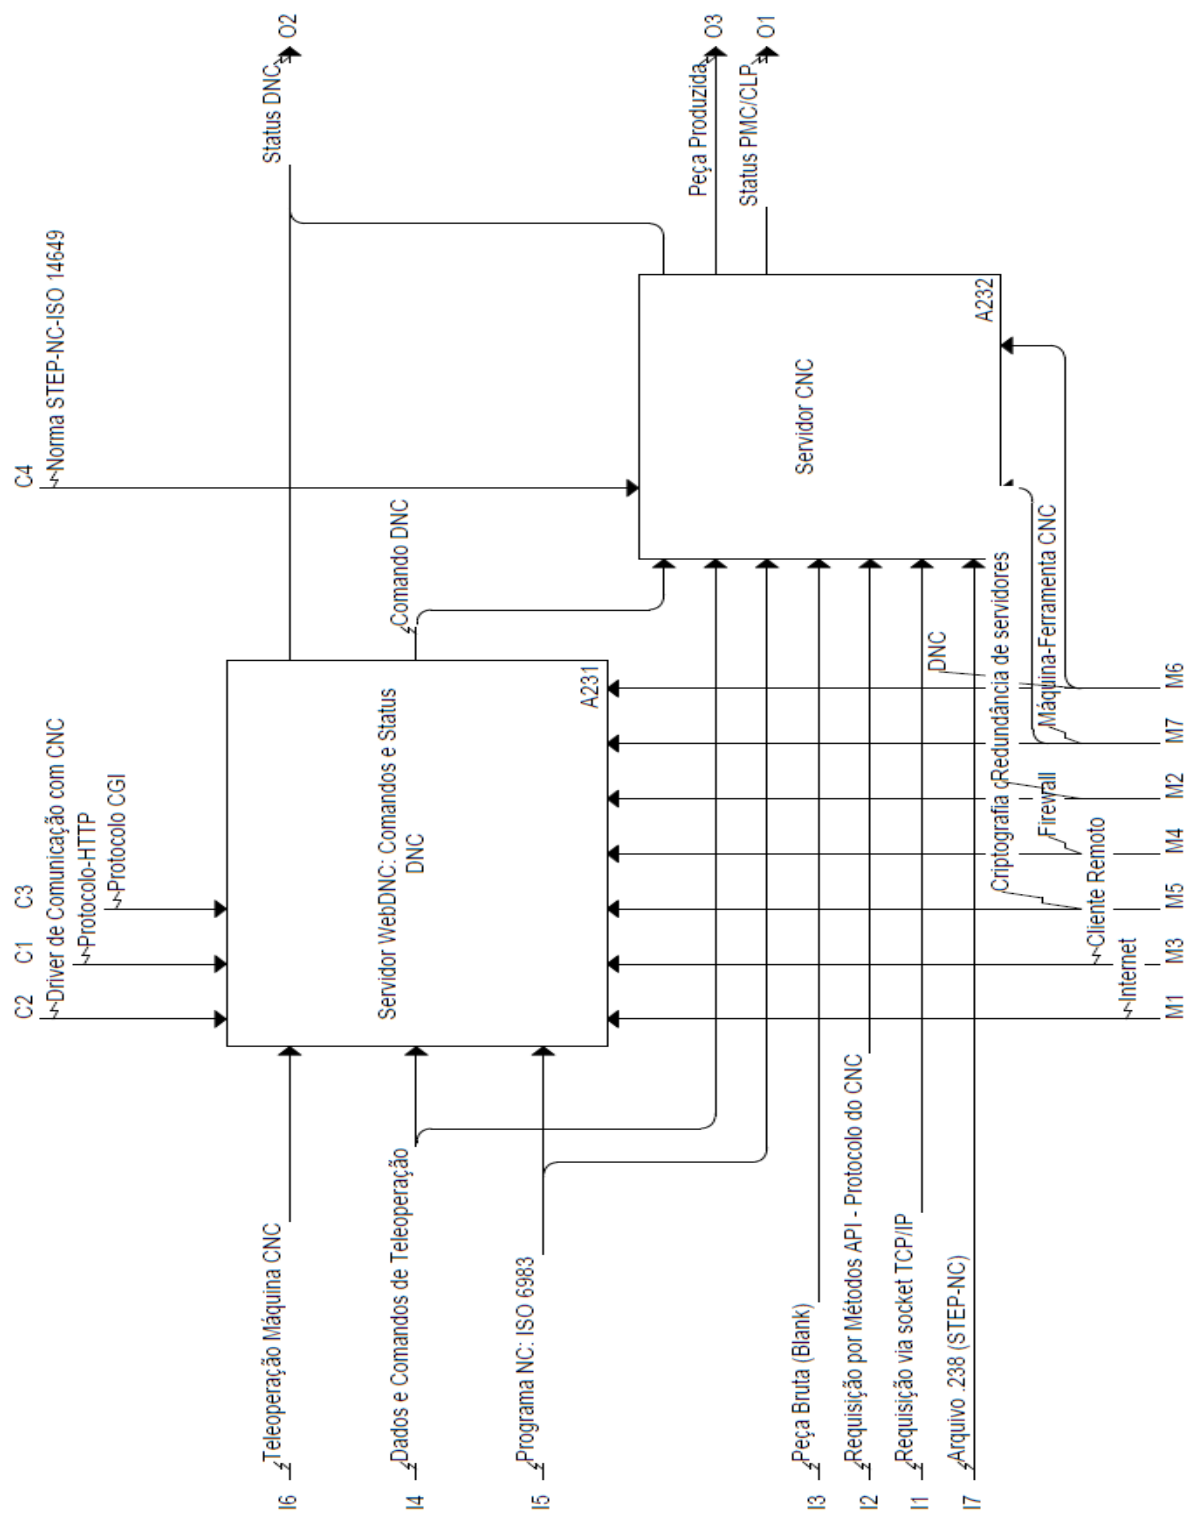 C2
C1
C3
C4
Driver de Comunicação com CNC
Protocolo-HTTP
Protocolo CGI
Norma STEP-NC-ISO 14649
Status DNC
O2
I6
Teleoperação Máquina CNC
Servidor WebDNC: Comandos e Status
DNC
A231
Comando DNC
I4
Dados e Comandos de Teleoperação
I5
Programa NC: ISO 6983
Peça Produzida
O3
Status PMC/CLP
O1
Servidor CNC
A232
I3
Peça Bruta (Blank)
I2
Requisição por Métodos API - Protocolo do CNC
I1
Requisição via socket TCP/IP
I7
Arquivo .238 (STEP-NC)
DNC
Criptografia
Redundância de servidores
Firewall
Máquina-Ferramenta CNC
Cliente Remoto
Internet
M1
M3
M5
M4
M2
M7
M6